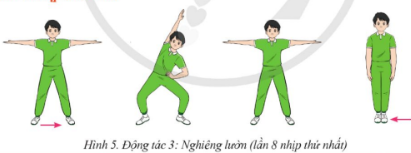 Hình 5. Động tác 3: Nghiêng lườn (lần 8 nhịp thứ nhất)